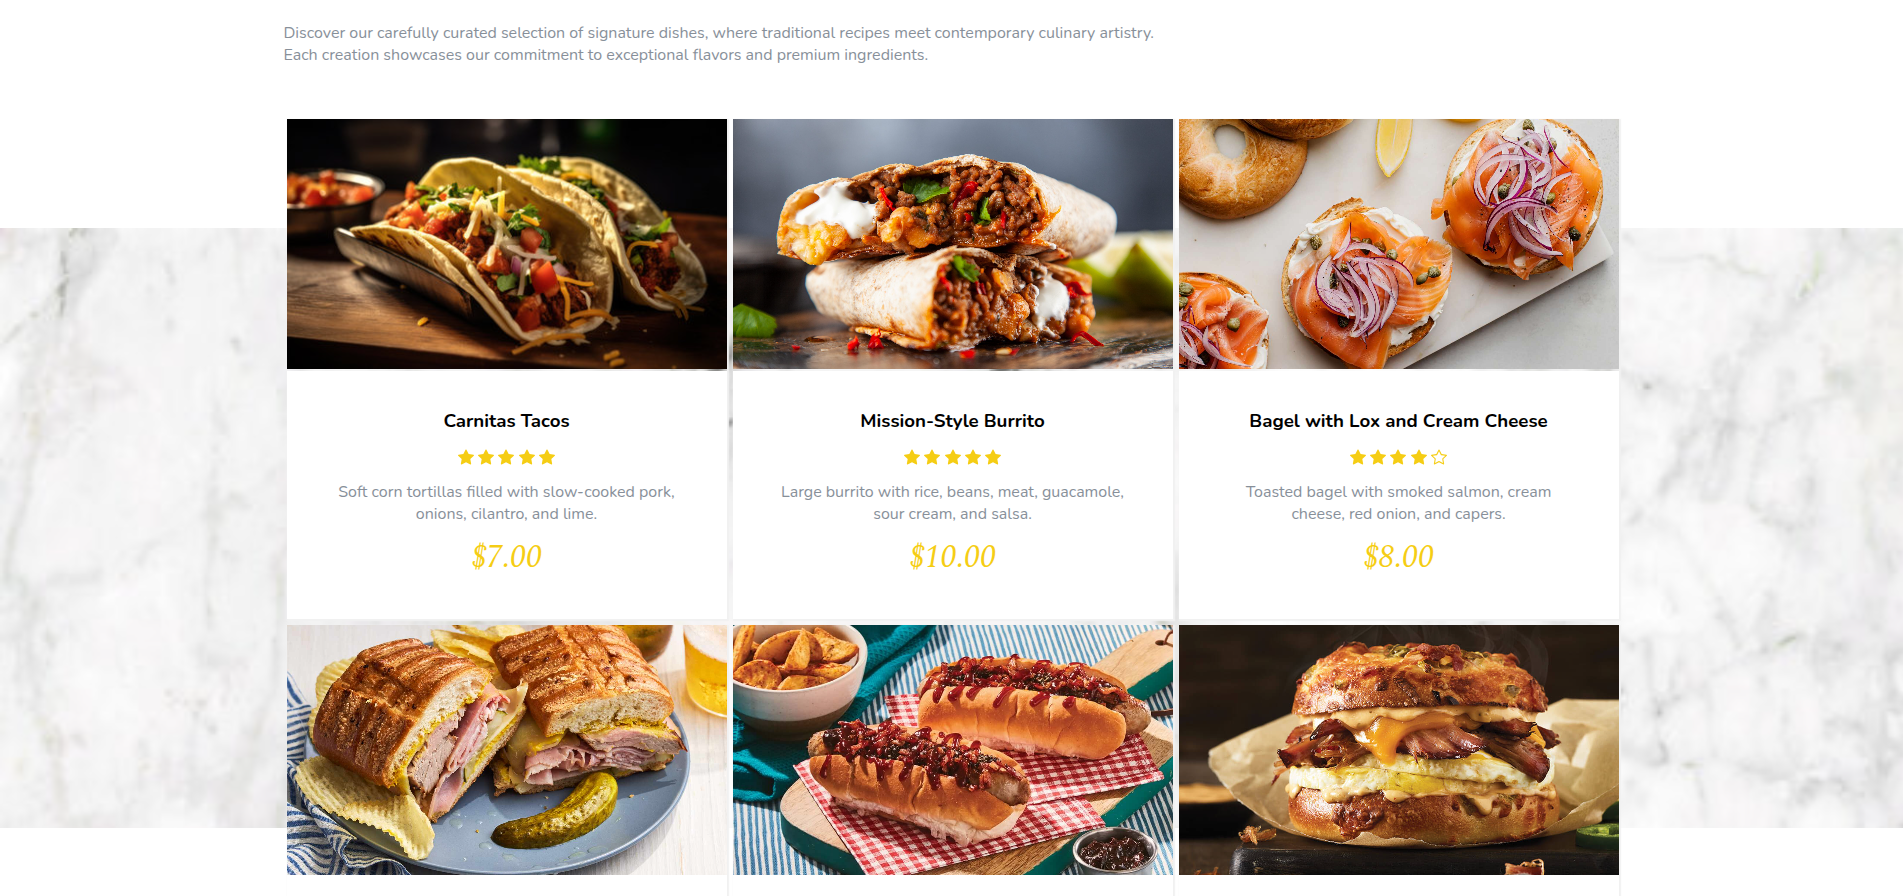 Discover our carefully curated selection of signature dishes, where traditional recipes meet contemporary culinary artistry.
Each creation showcases our commitment to exceptional flavors and premium ingredients.
Carnitas Tacos
Soft corn tortillas filled with slow-cooked pork,
onions, cilantro, and lime.
$7.00
Mission-Style Burrito
Large burrito with rice, beans, meat, guacamole,
sour cream, and salsa.
$10.00
Bagel with Lox and Cream Cheese
Toasted bagel with smoked salmon, cream
cheese, red onion, and capers.
$8.00